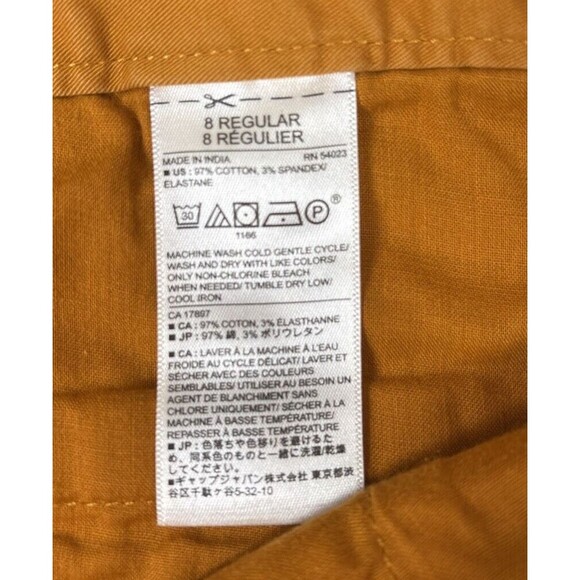 8 REGULAR
8 RÉGULIER
MADE IN INDIA RN 54023
■ US : 97% COTTON, 3% SPANDEX/
ELASTANE
30 P ®
1166
MACHINE WASH COLD GENTLE CYCLE/
WASH AND DRY WITH LIKE COLORS/
ONLY NON-CHLORINE BLEACH
WHEN NEEDED/ TUMBLE DRY LOW/
COOL IRON
CA 17897
■ CA : 97% COTTON, 3% ÉLASTHANNE
■ JP : 97% 綿, 3% ポリウレタン
■ CA : LAVER À LA MACHINE À L'EAU
FROIDE AU CYCLE DÉLICAT/ LAVER ET
SÉCHER AVEC DES COULEURS
SEMBLABLES/ UTILISER AU BESOIN UN
AGENT DE BLANCHIMENT SANS
CHLORE UNIQUEMENT/ SÉCHER À LA
MACHINE À BASSE TEMPÉRATURE/
REPASSER À BASSE TEMPÉRATURE
■ JP : 色落ちや色移りを避けるた
め、同系色のものと一緒に洗濯/乾燥
してください。
■ ギャップジャパン株式会社 東京都渋
谷区千駄ヶ谷5-32-10